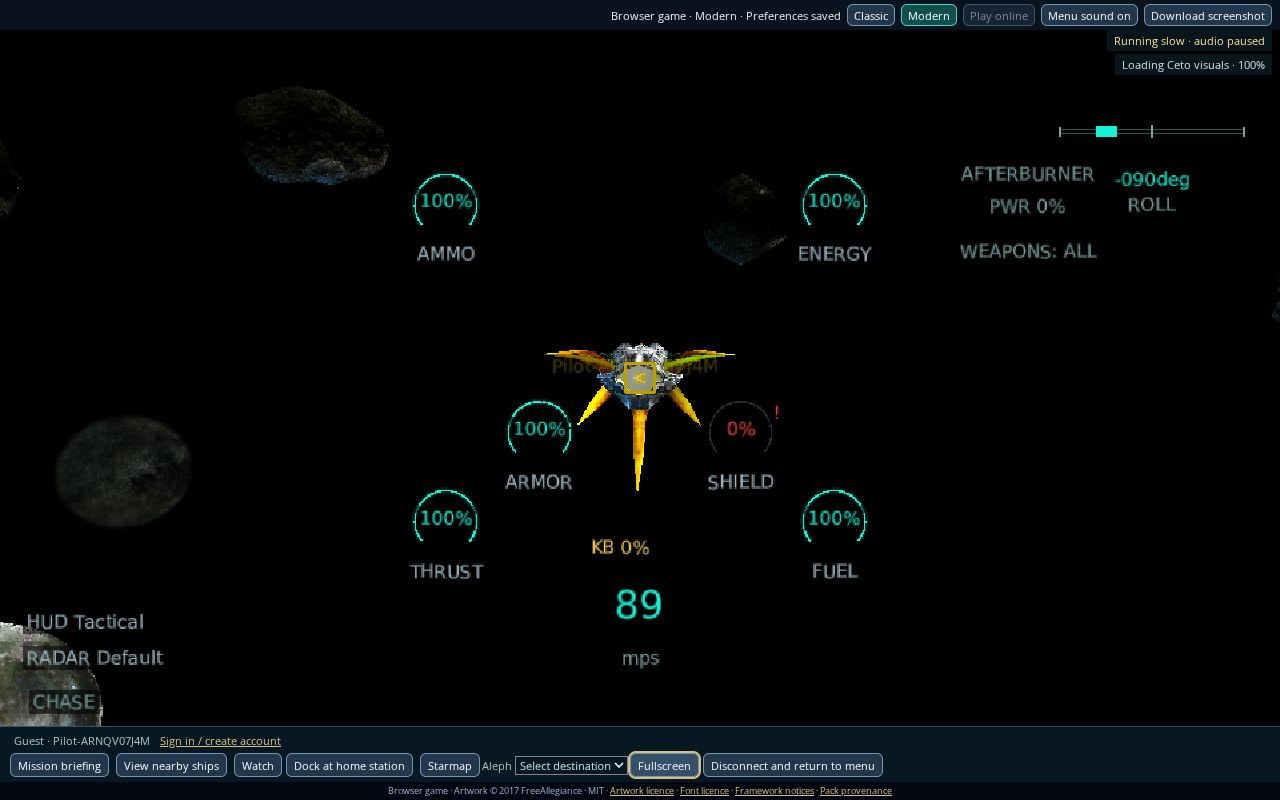 Browser game · Modern · Preferences saved Classic Modern Play online Menu sound on Download screenshot
Running slow · audio paused
Loading Ceto visuals · 100%
AFTERBURNER -090deg
PWR 0% ROLL
WEAPONS: ALL
100% 100%
AMMO ENERGY
100% 0% !
ARMOR SHIELD
100% 100%
THRUST FUEL
KB 0%
89
mps
HUD Tactical
RADAR Default
CHASE
Guest · Pilot-ARNQV07J4M Sign in / create account
Mission briefing View nearby ships Watch Dock at home station Starmap Aleph Select destination Fullscreen Disconnect and return to menu
Browser game · Artwork © 2017 FreeAllegiance · MIT · Artwork licence · Font licence · Framework notices · Pack provenance